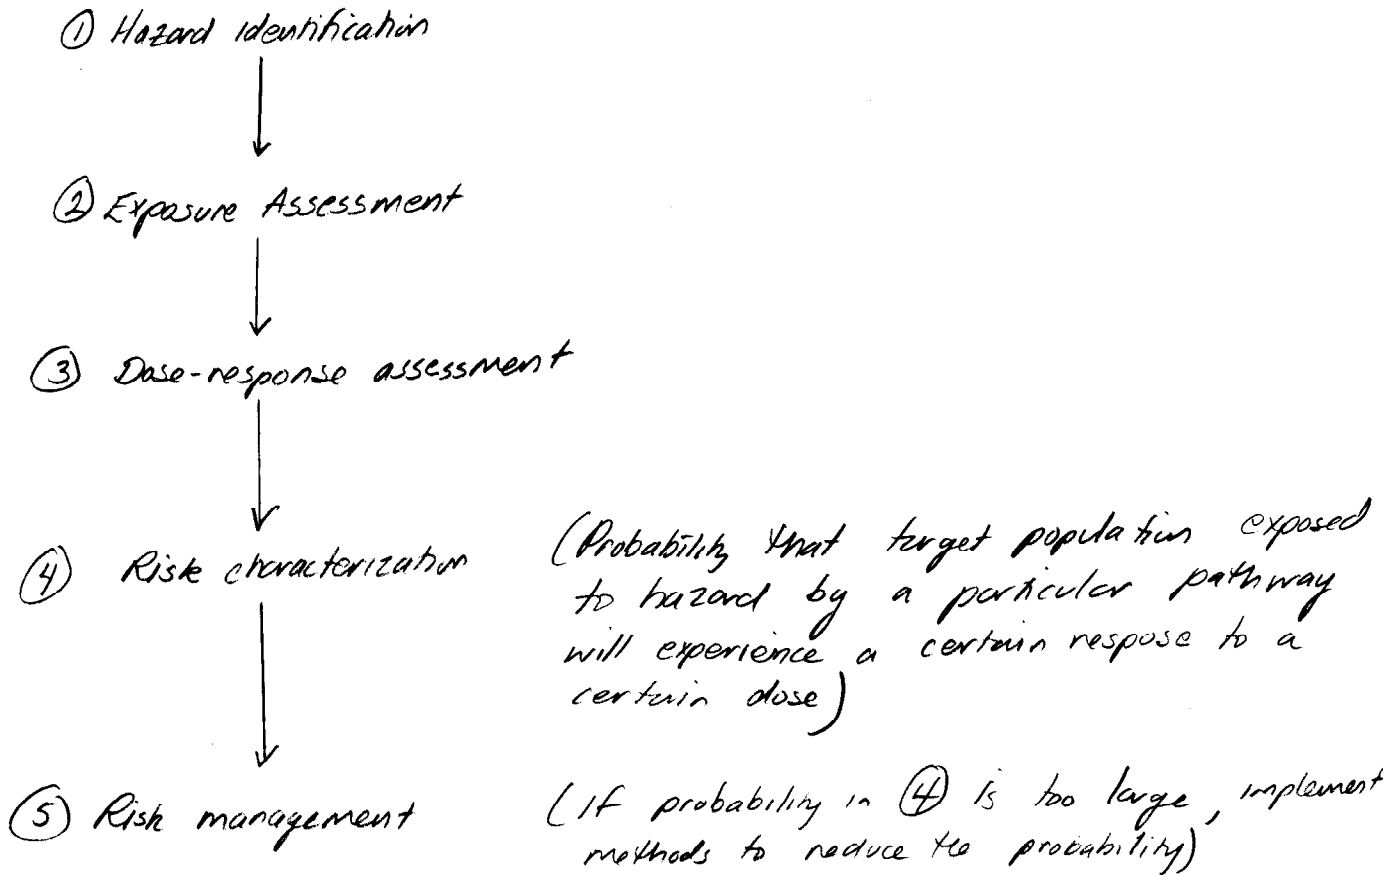 ① Hazard identification
② Exposure Assessment
③ Dose-response assessment
④ Risk characterization (Probability that target population exposed
to hazard by a particular pathway
will experience a certain respose to a
certain dose)
⑤ Risk management (If probability in ④ is too large, implement
methods to reduce the probability)